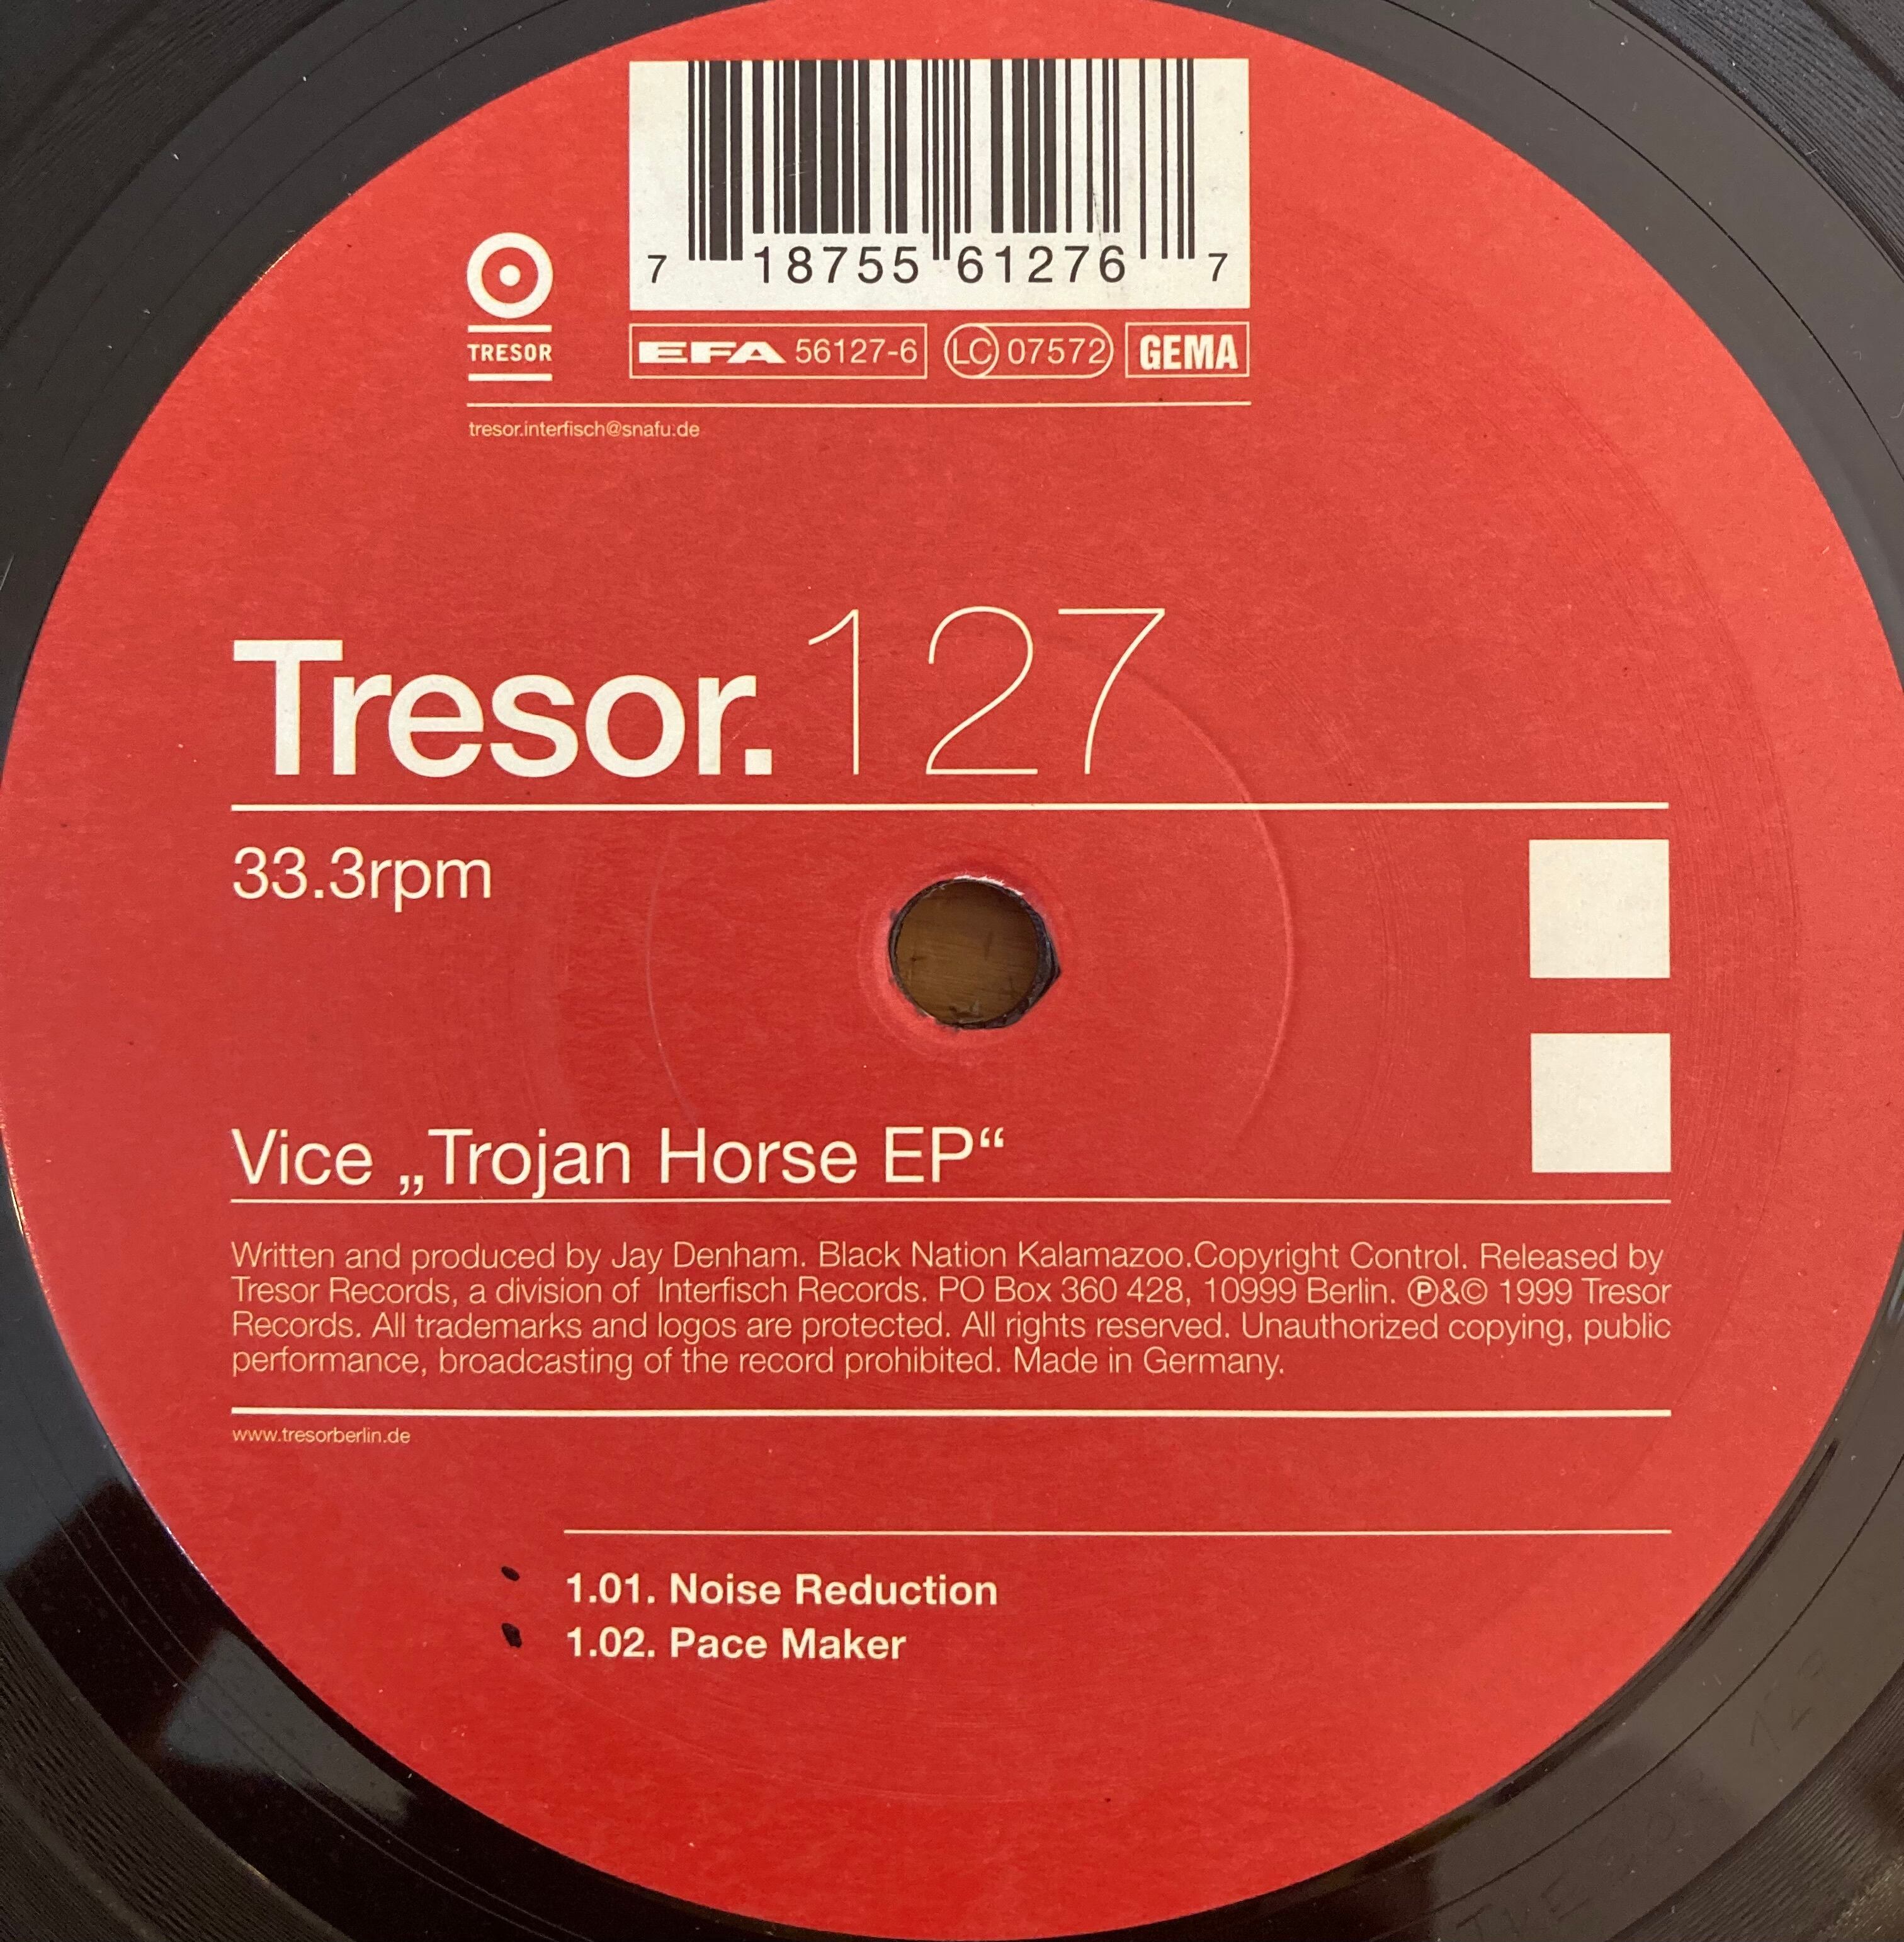 7 18755 61276 7
TRESOR
EFA 56127-6 LC 07572 GEMA
tresor.interfisch@snafu.de
Tresor.127
33.3rpm
Vice „Trojan Horse EP“
Written and produced by Jay Denham. Black Nation Kalamazoo.Copyright Control. Released by
Tresor Records, a division of Interfisch Records. PO Box 360 428, 10999 Berlin. ℗&© 1999 Tresor
Records. All trademarks and logos are protected. All rights reserved. Unauthorized copying, public
performance, broadcasting of the record prohibited. Made in Germany.
www.tresorberlin.de
1.01. Noise Reduction
1.02. Pace Maker